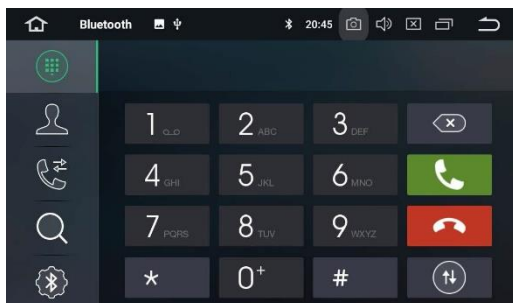 Bluetooth 20:45
1 2 ABC 3 DEF
4 GHI 5 JKL 6 MNO
7 PQRS 8 TUV 9 WXYZ
* 0+ #